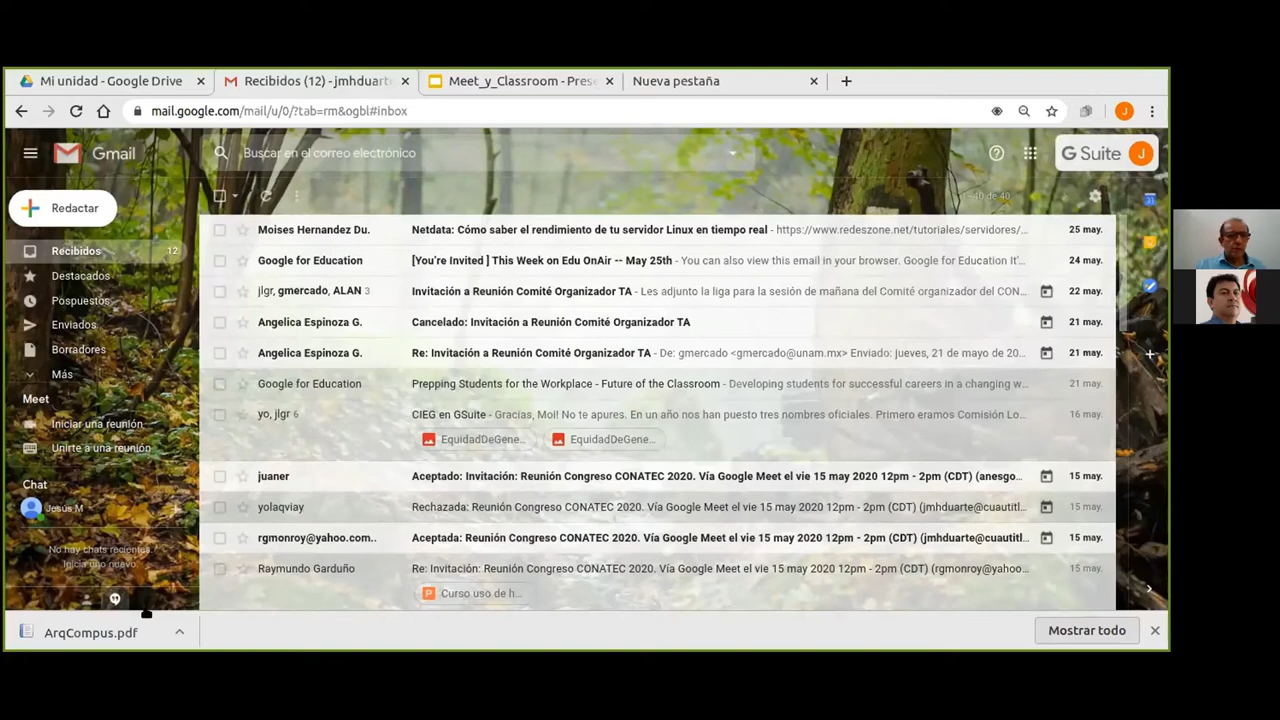 Mi unidad - Google Drive
Recibidos (12) - jmhduarte
Meet_y_Classroom - Prese
Nueva pestaña
mail.google.com/mail/u/0/?tab=rm&ogbl#inbox
J
Gmail
Buscar en el correo electrónico
G Suite J
Redactar
1–40 de 40
Recibidos 12
Destacados
Pospuestos
Enviados
Borradores
Más
Meet
Iniciar una reunión
Unirte a una reunión
Chat
Jesús M
No hay chats recientes.
Inicia uno nuevo.
Moises Hernandez Du. Netdata: Cómo saber el rendimiento de tu servidor Linux en tiempo real - https://www.redeszone.net/tutoriales/servidores/… 25 may.
Google for Education [You're Invited ] This Week on Edu OnAir -- May 25th - You can also view this email in your browser. Google for Education It'… 24 may.
jlgr, gmercado, ALAN 3 Invitación a Reunión Comité Organizador TA - Les adjunto la liga para la sesión de mañana del Comité organizador del CON… 22 may.
Angelica Espinoza G. Cancelado: Invitación a Reunión Comité Organizador TA 21 may.
Angelica Espinoza G. Re: Invitación a Reunión Comité Organizador TA - De: gmercado <gmercado@unam.mx> Enviado: jueves, 21 de mayo de 20… 21 may.
Google for Education Prepping Students for the Workplace - Future of the Classroom - Developing students for successful careers in a changing w… 21 may.
yo, jlgr 6 CIEG en GSuite - Gracias, Moi! No te apures. En un año nos han puesto tres nombres oficiales. Primero eramos Comisión Lo… 16 may.
EquidadDeGene… EquidadDeGene…
juaner Aceptado: Invitación: Reunión Congreso CONATEC 2020. Vía Google Meet el vie 15 may 2020 12pm - 2pm (CDT) (anesgo… 15 may.
yolaqviay Rechazada: Reunión Congreso CONATEC 2020. Vía Google Meet el vie 15 may 2020 12pm - 2pm (CDT) (jmhduarte@cuautitl… 15 may.
rgmonroy@yahoo.com.. Aceptada: Reunión Congreso CONATEC 2020. Vía Google Meet el vie 15 may 2020 12pm - 2pm (CDT) (jmhduarte@cuautitl… 15 may.
Raymundo Garduño Re: Invitación: Reunión Congreso CONATEC 2020. Vía Google Meet el vie 15 may 2020 12pm - 2pm (CDT) (rgmonroy@yahoo… 15 may.
Curso uso de h…
ArqCompus.pdf
Mostrar todo